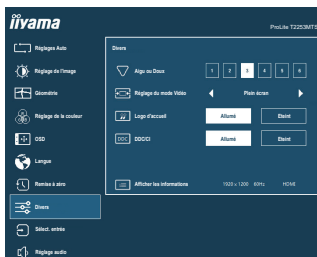 iiyama
ProLite T2253MTS
Réglages Auto
Divers
Réglage de l'image
Aigu ou Doux
1 2 3 4 5 6
Géométrie
Réglage du mode Vidéo
Plein écran
Réglage de la couleur
Logo d'accueil
Allumé
Eteint
OSD
DDC
DDC/CI
Allumé
Eteint
Langue
Remise à zéro
Afficher les informations
1920 x 1200 60Hz HDMI
Divers
Sélect. entrée
Réglage audio